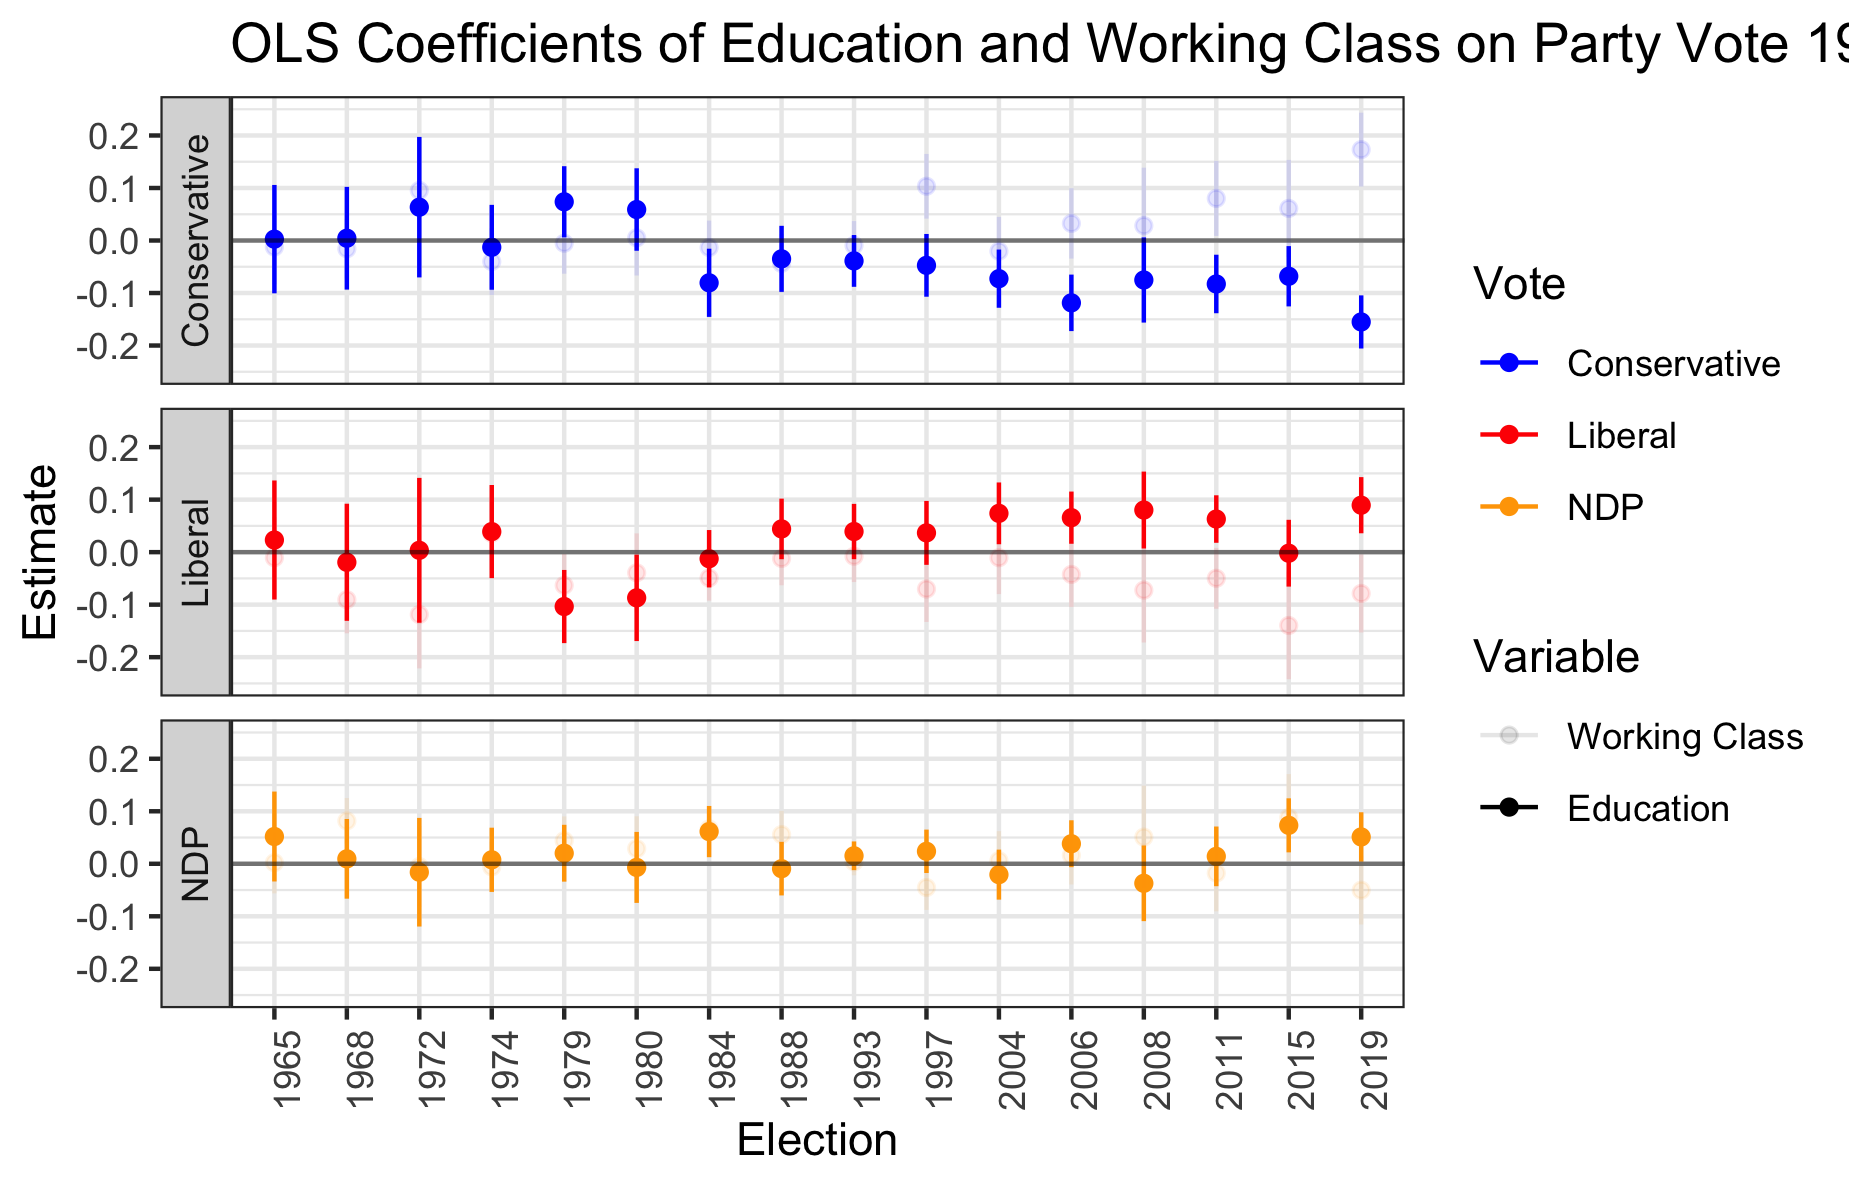 OLS Coefficients of Education and Working Class on Party Vote 19
Estimate
Conservative
0.2
0.1
0.0
-0.1
-0.2
Liberal
0.2
0.1
0.0
-0.1
-0.2
NDP
0.2
0.1
0.0
-0.1
-0.2
1965 1968 1972 1974 1979 1980 1984 1988 1993 1997 2004 2006 2008 2011 2015 2019
Election
Vote
Conservative
Liberal
NDP
Variable
Working Class
Education